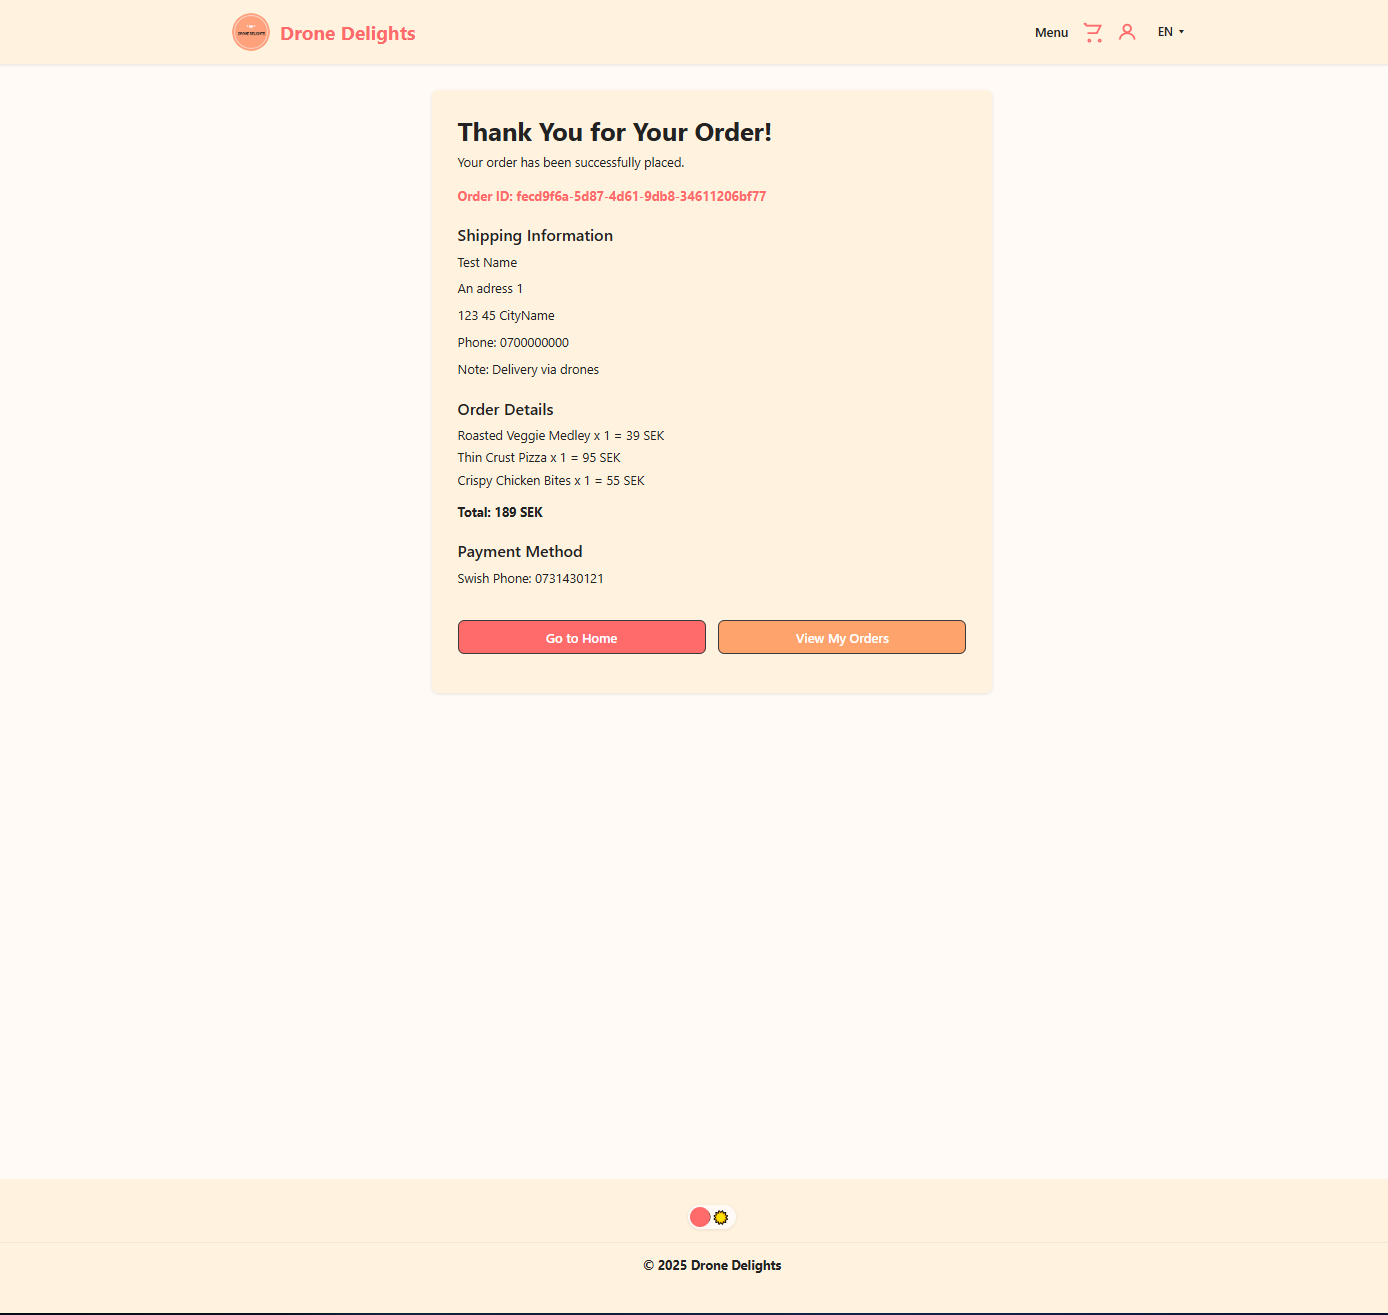 DRONE DELIGHTS
Drone Delights
Menu
EN
Thank You for Your Order!
Your order has been successfully placed.
Order ID: fecd9f6a-5d87-4d61-9db8-34611206bf77
Shipping Information
Test Name
An adress 1
123 45 CityName
Phone: 0700000000
Note: Delivery via drones
Order Details
Roasted Veggie Medley x 1 = 39 SEK
Thin Crust Pizza x 1 = 95 SEK
Crispy Chicken Bites x 1 = 55 SEK
Total: 189 SEK
Payment Method
Swish Phone: 0731430121
Go to Home
View My Orders
© 2025 Drone Delights